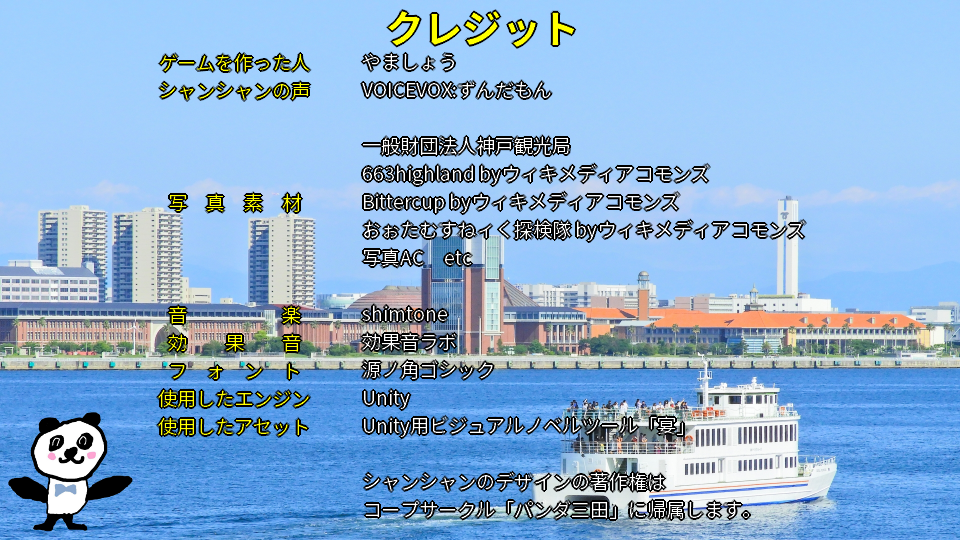 クレジット
ゲームを作った人 やましょう
シャンシャンの声 VOICEVOX:ずんだもん
一般財団法人神戸観光局
663highland byウィキメディアコモンズ
写真素材 Bittercup byウィキメディアコモンズ
おぉたむすねィく探検隊 byウィキメディアコモンズ
写真AC etc
音楽 shimtone
効果音 効果音ラボ
フォント 源ノ角ゴシック
使用したエンジン Unity
使用したアセット Unity用ビジュアルノベルツール「宴」
シャンシャンのデザインの著作権は
コープサークル「パンダ三田」に帰属します。